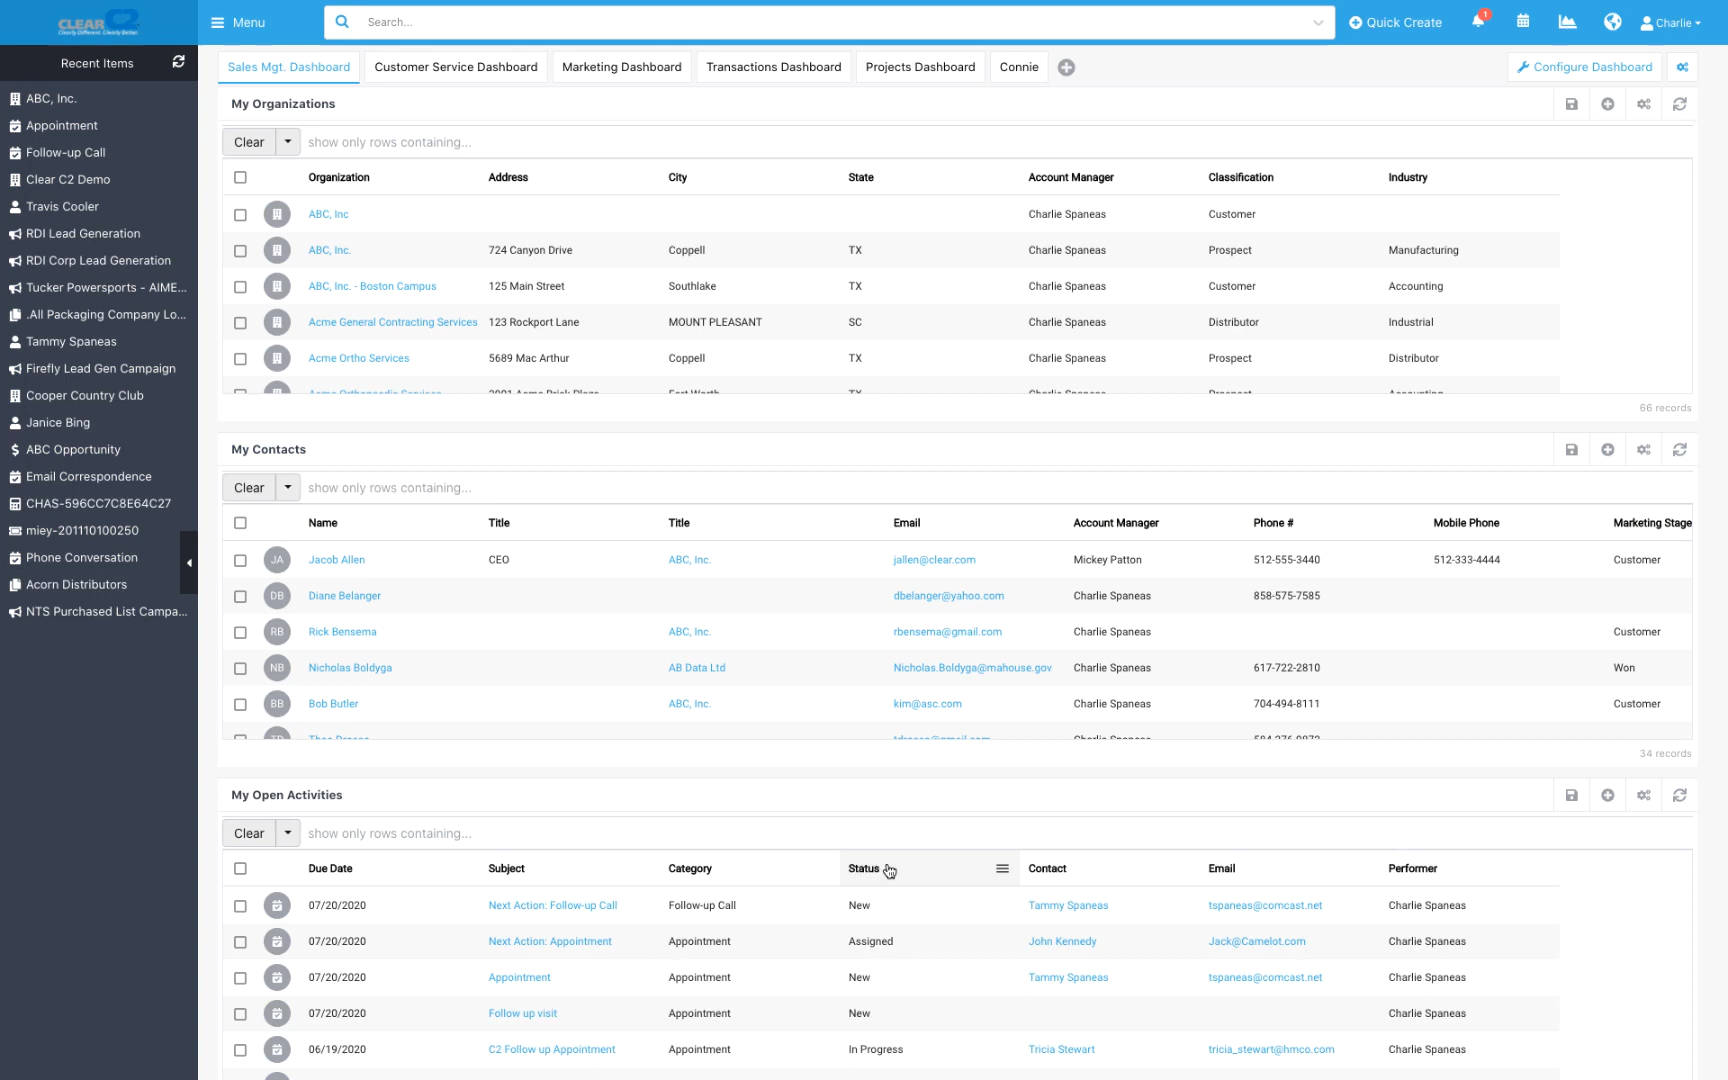 CLEAR C2
Clearly Different. Clearly Better.
Menu
Search...
Quick Create
1
Charlie
Recent Items
ABC, Inc.
Appointment
Follow-up Call
Clear C2 Demo
Travis Cooler
RDI Lead Generation
RDI Corp Lead Generation
Tucker Powersports - AIME...
.All Packaging Company Lo...
Tammy Spaneas
Firefly Lead Gen Campaign
Cooper Country Club
Janice Bing
ABC Opportunity
Email Correspondence
CHAS-596CC7C8E64C27
miey-201110100250
Phone Conversation
Acorn Distributors
NTS Purchased List Campa...
Sales Mgt. Dashboard Customer Service Dashboard Marketing Dashboard Transactions Dashboard Projects Dashboard Connie Configure Dashboard
My Organizations
Clear show only rows containing...
Organization Address City State Account Manager Classification Industry
ABC, Inc Charlie Spaneas Customer
ABC, Inc. 724 Canyon Drive Coppell TX Charlie Spaneas Prospect Manufacturing
ABC, Inc. - Boston Campus 125 Main Street Southlake TX Charlie Spaneas Customer Accounting
Acme General Contracting Services 123 Rockport Lane MOUNT PLEASANT SC Charlie Spaneas Distributor Industrial
Acme Ortho Services 5689 Mac Arthur Coppell TX Charlie Spaneas Prospect Distributor
66 records
My Contacts
Clear show only rows containing...
Name Title Title Email Account Manager Phone # Mobile Phone Marketing Stage
JA Jacob Allen CEO ABC, Inc. jallen@clear.com Mickey Patton 512-555-3440 512-333-4444 Customer
DB Diane Belanger dbelanger@yahoo.com Charlie Spaneas 858-575-7585
RB Rick Bensema ABC, Inc. rbensema@gmail.com Charlie Spaneas Customer
NB Nicholas Boldyga AB Data Ltd Nicholas.Boldyga@mahouse.gov Charlie Spaneas 617-722-2810 Won
BB Bob Butler ABC, Inc. kim@asc.com Charlie Spaneas 704-494-8111 Customer
34 records
My Open Activities
Clear show only rows containing...
Due Date Subject Category Status Contact Email Performer
07/20/2020 Next Action: Follow-up Call Follow-up Call New Tammy Spaneas tspaneas@comcast.net Charlie Spaneas
07/20/2020 Next Action: Appointment Appointment Assigned John Kennedy Jack@Camelot.com Charlie Spaneas
07/20/2020 Appointment Appointment New Tammy Spaneas tspaneas@comcast.net Charlie Spaneas
07/20/2020 Follow up visit Appointment New Charlie Spaneas
06/19/2020 C2 Follow up Appointment Appointment In Progress Tricia Stewart tricia_stewart@hmco.com Charlie Spaneas